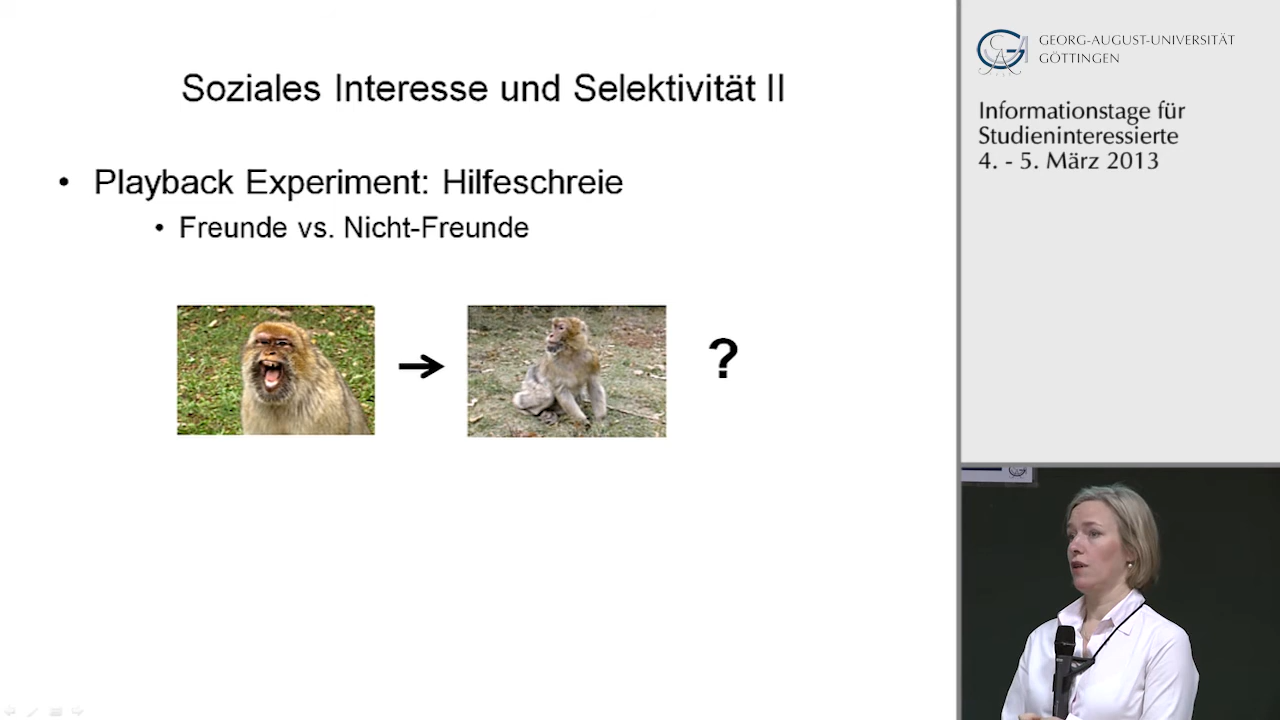 Soziales Interesse und Selektivität II
• Playback Experiment: Hilfeschreie
• Freunde vs. Nicht-Freunde
?
GEORG-AUGUST-UNIVERSITÄT
GÖTTINGEN
Informationstage für
Studieninteressierte
4. - 5. März 2013